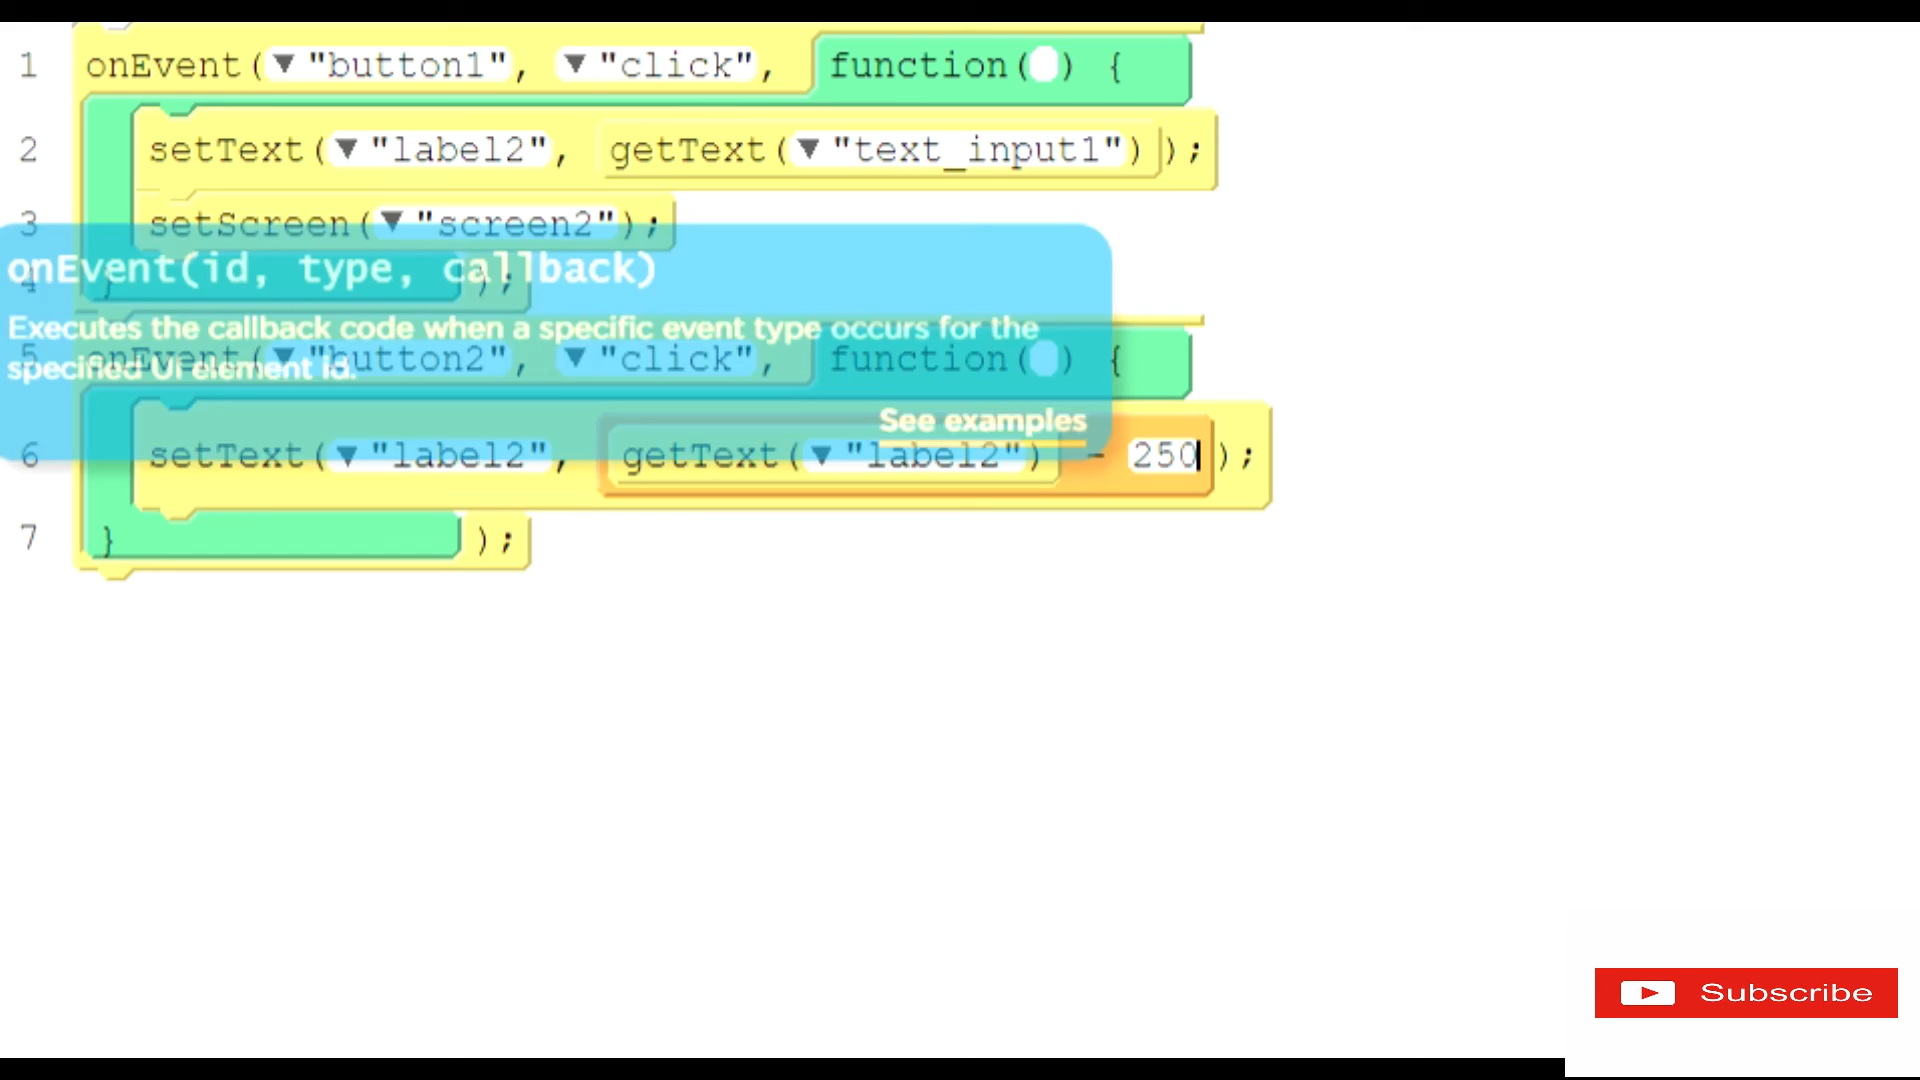 1 onEvent(▼"button1", ▼"click", function() {
2 setText(▼"label2", getText(▼"text_input1"));
3 setScreen(▼"screen2");
4 } );
onEvent(id, type, callback)
Executes the callback code when a specific event type occurs for the
specified UI element id.
See examples
5 onEvent(▼"button2", ▼"click", function() {
6 setText(▼"label2", getText(▼"label2") - 250);
7 } );
Subscribe